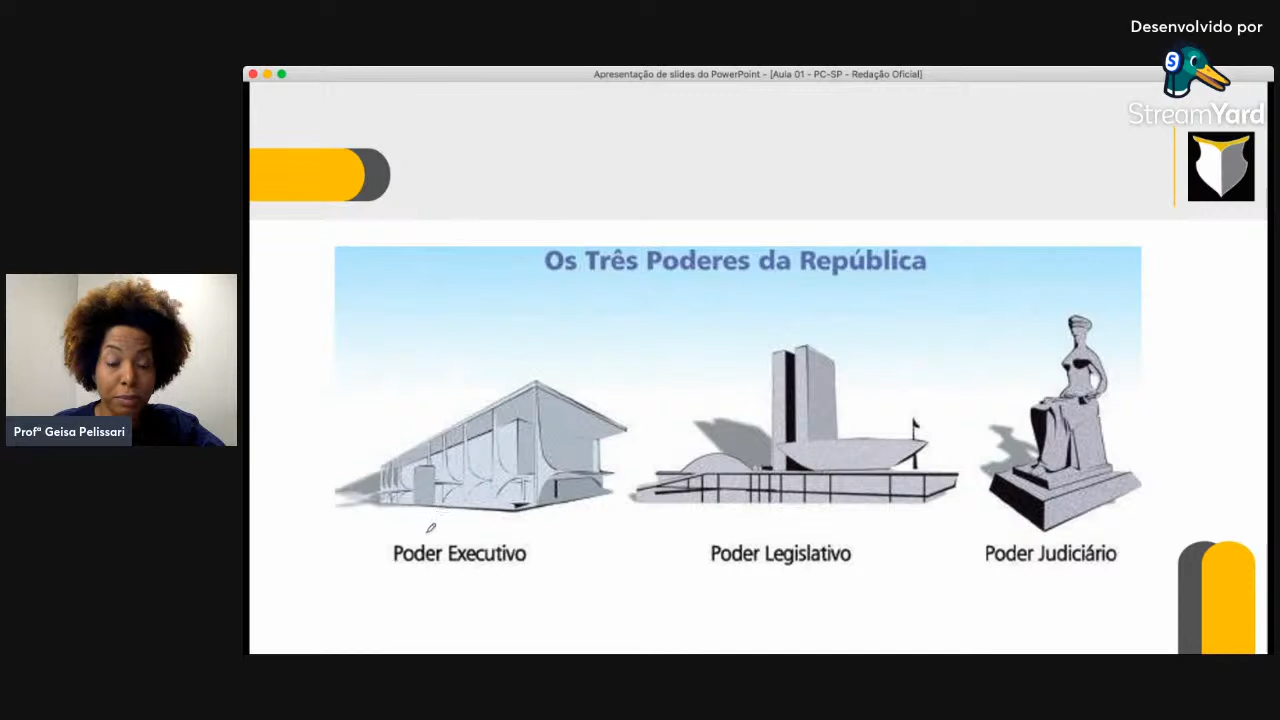 Desenvolvido por
StreamYard
Apresentação de slides do PowerPoint - [Aula 01 - PC-SP - Redação Oficial]
S
Os Três Poderes da República
Profª Geisa Pelissari
Poder Executivo
Poder Legislativo
Poder Judiciário